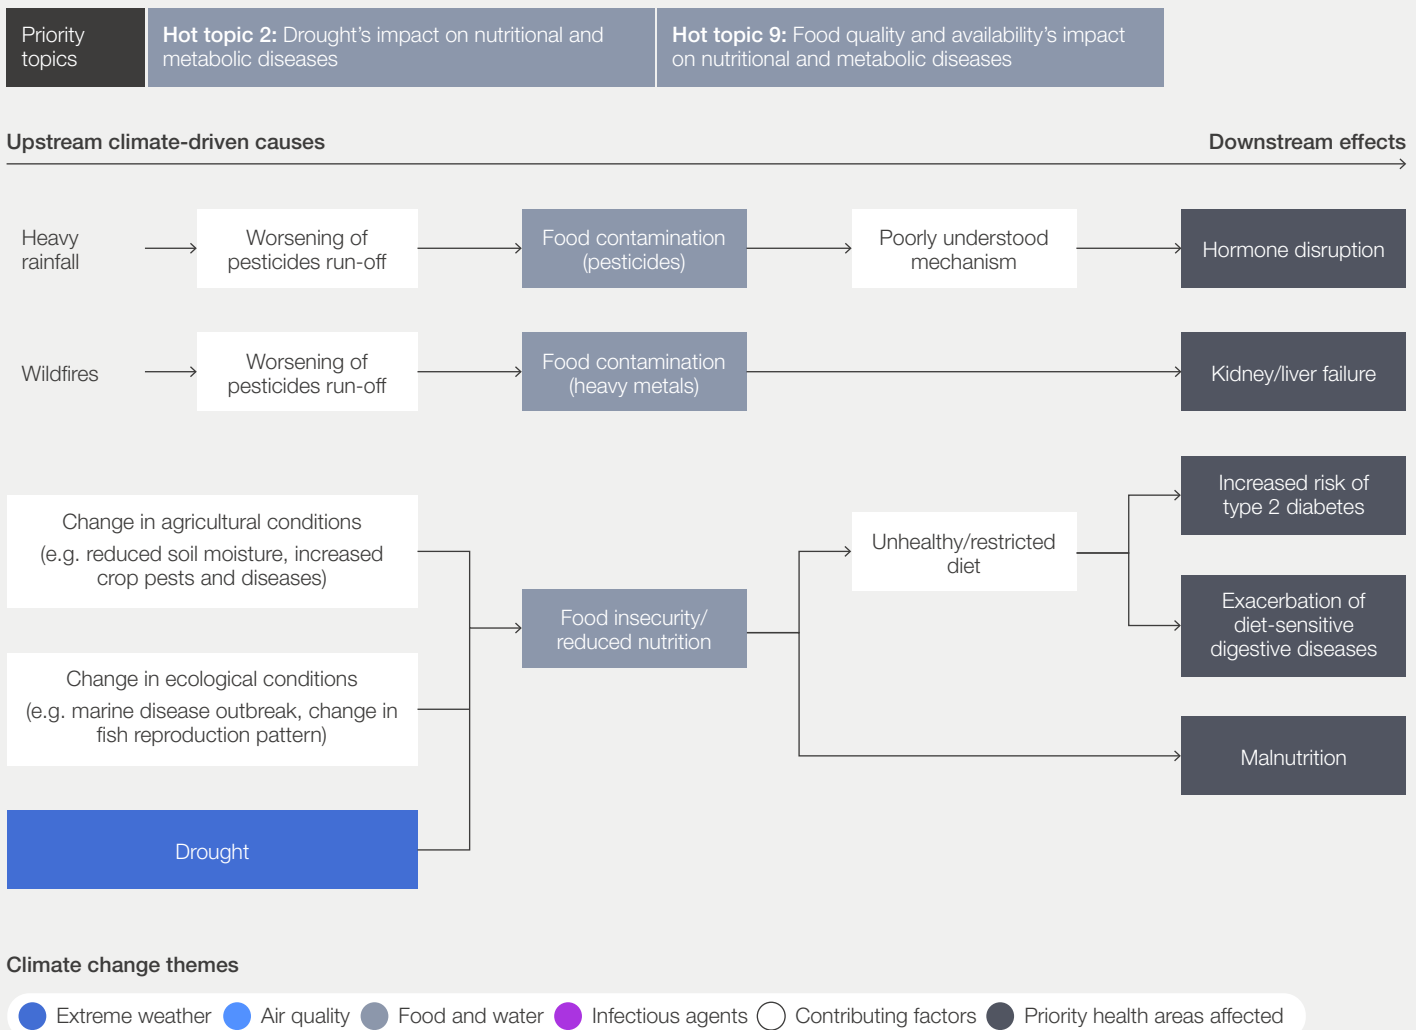 Priority
topics
Hot topic 2: Drought’s impact on nutritional and
metabolic diseases
Hot topic 9: Food quality and availability’s impact
on nutritional and metabolic diseases
Upstream climate-driven causes
Downstream effects
Heavy
rainfall
Worsening of
pesticides run-off
Food contamination
(pesticides)
Poorly understood
mechanism
Hormone disruption
Wildfires
Worsening of
pesticides run-off
Food contamination
(heavy metals)
Kidney/liver failure
Change in agricultural conditions
(e.g. reduced soil moisture, increased
crop pests and diseases)
Change in ecological conditions
(e.g. marine disease outbreak, change in
fish reproduction pattern)
Drought
Food insecurity/
reduced nutrition
Unhealthy/restricted
diet
Increased risk of
type 2 diabetes
Exacerbation of
diet-sensitive
digestive diseases
Malnutrition
Climate change themes
Extreme weather
Air quality
Food and water
Infectious agents
Contributing factors
Priority health areas affected